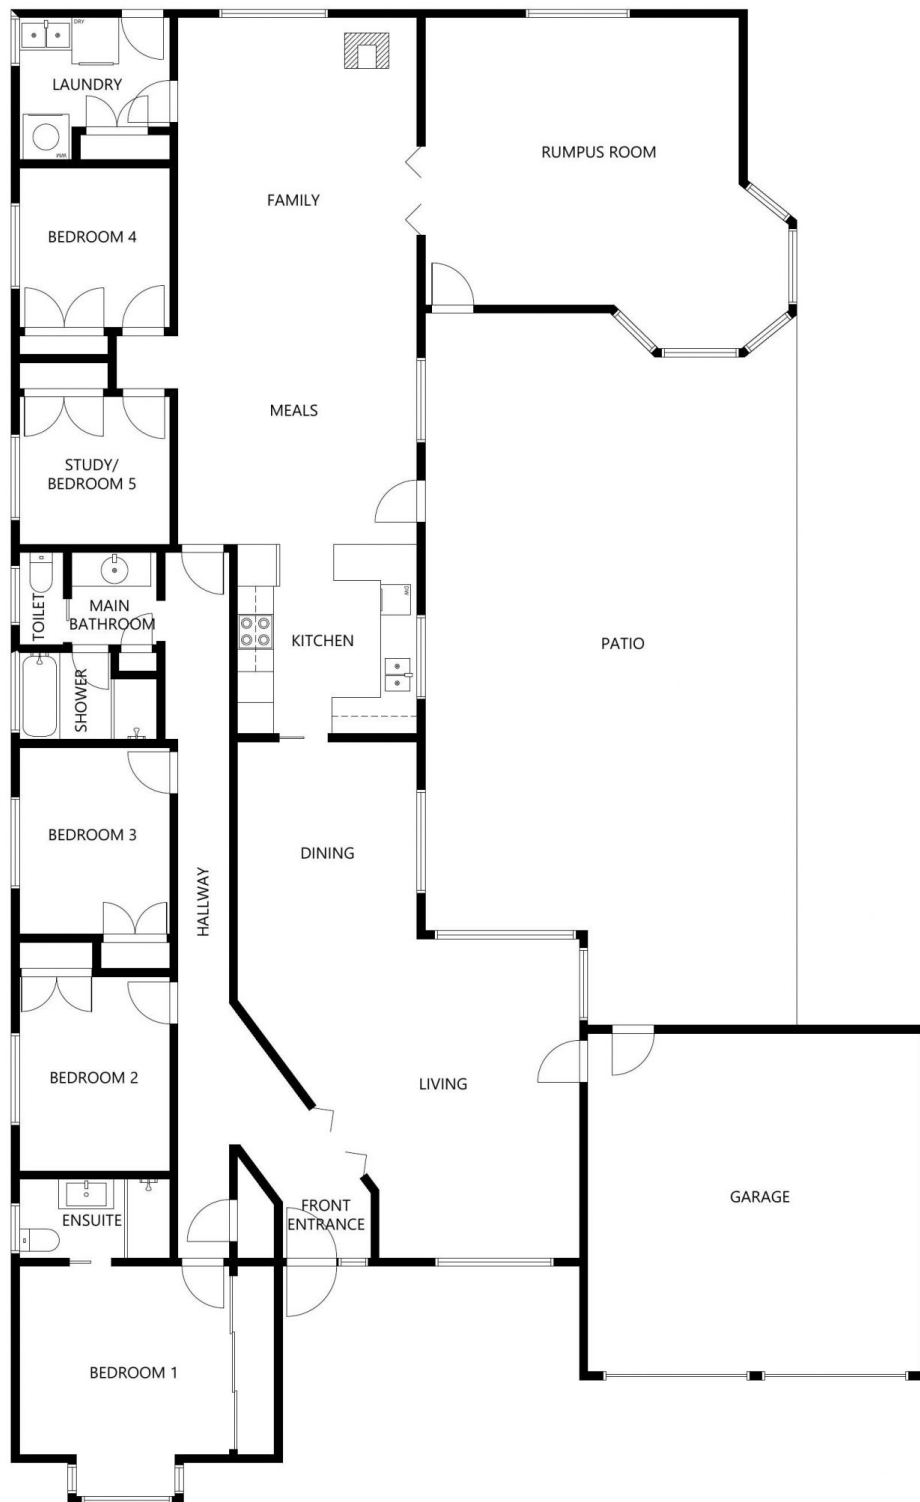 DRY
LAUNDRY
WM
RUMPUS ROOM
FAMILY
BEDROOM 4
MEALS
STUDY/
BEDROOM 5
TOILET
MAIN
BATHROOM
DW
KITCHEN
PATIO
SHOWER
BEDROOM 3
DINING
HALLWAY
BEDROOM 2
LIVING
GARAGE
ENSUITE
FRONT
ENTRANCE
BEDROOM 1